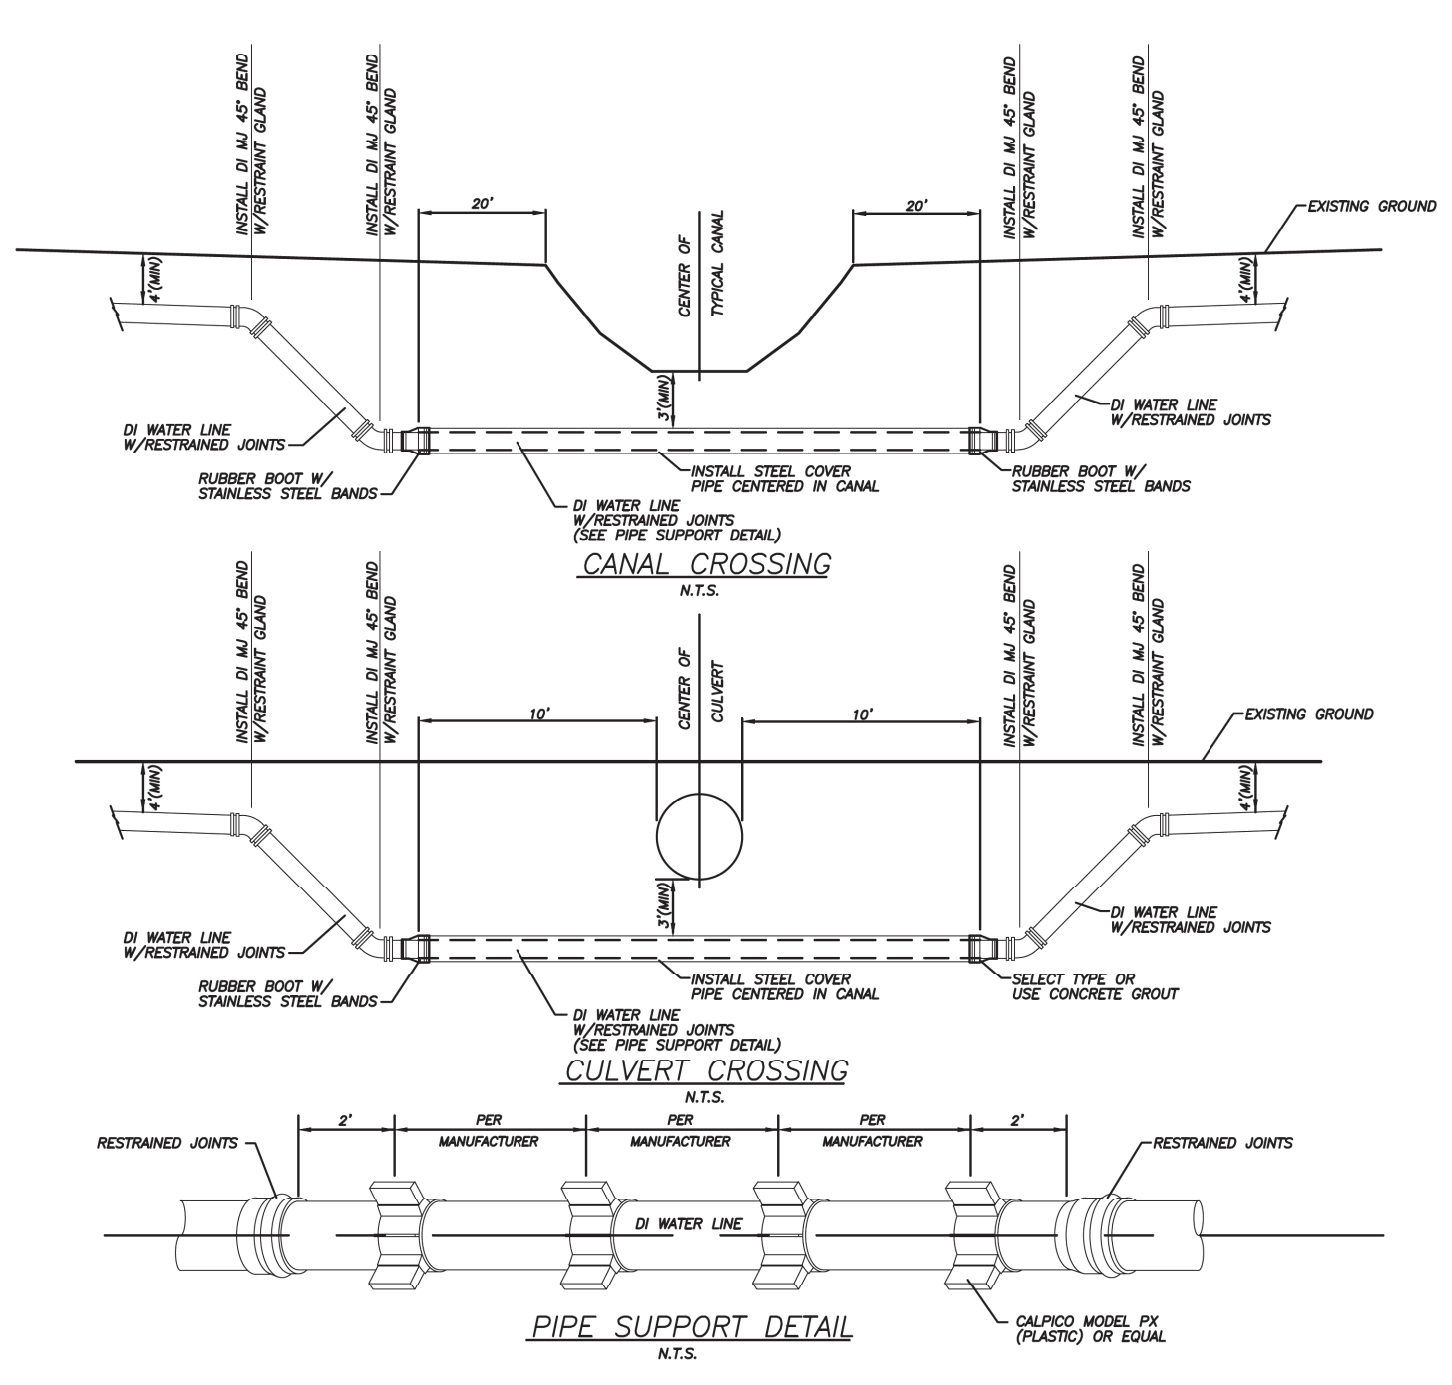 INSTALL DI MJ 45° BEND
W/RESTRAINT GLAND
INSTALL DI MJ 45° BEND
W/RESTRAINT GLAND
INSTALL DI MJ 45° BEND
W/RESTRAINT GLAND
INSTALL DI MJ 45° BEND
W/RESTRAINT GLAND
20'
20'
EXISTING GROUND
CENTER OF
TYPICAL CANAL
4'(MIN)
4'(MIN)
3'(MIN)
DI WATER LINE
W/RESTRAINED JOINTS
DI WATER LINE
W/RESTRAINED JOINTS
RUBBER BOOT W/
STAINLESS STEEL BANDS
INSTALL STEEL COVER
PIPE CENTERED IN CANAL
RUBBER BOOT W/
STAINLESS STEEL BANDS
DI WATER LINE
W/RESTRAINED JOINTS
(SEE PIPE SUPPORT DETAIL)
CANAL CROSSING
N.T.S.
INSTALL DI MJ 45° BEND
W/RESTRAINT GLAND
INSTALL DI MJ 45° BEND
W/RESTRAINT GLAND
INSTALL DI MJ 45° BEND
W/RESTRAINT GLAND
INSTALL DI MJ 45° BEND
W/RESTRAINT GLAND
CENTER OF
CULVERT
10'
10'
EXISTING GROUND
4'(MIN)
4'(MIN)
3'(MIN)
DI WATER LINE
W/RESTRAINED JOINTS
DI WATER LINE
W/RESTRAINED JOINTS
RUBBER BOOT W/
STAINLESS STEEL BANDS
INSTALL STEEL COVER
PIPE CENTERED IN CANAL
SELECT TYPE OR
USE CONCRETE GROUT
DI WATER LINE
W/RESTRAINED JOINTS
(SEE PIPE SUPPORT DETAIL)
CULVERT CROSSING
N.T.S.
2'
PER
MANUFACTURER
PER
MANUFACTURER
PER
MANUFACTURER
2'
RESTRAINED JOINTS
RESTRAINED JOINTS
DI WATER LINE
CALPICO MODEL PX
(PLASTIC) OR EQUAL
PIPE SUPPORT DETAIL
N.T.S.